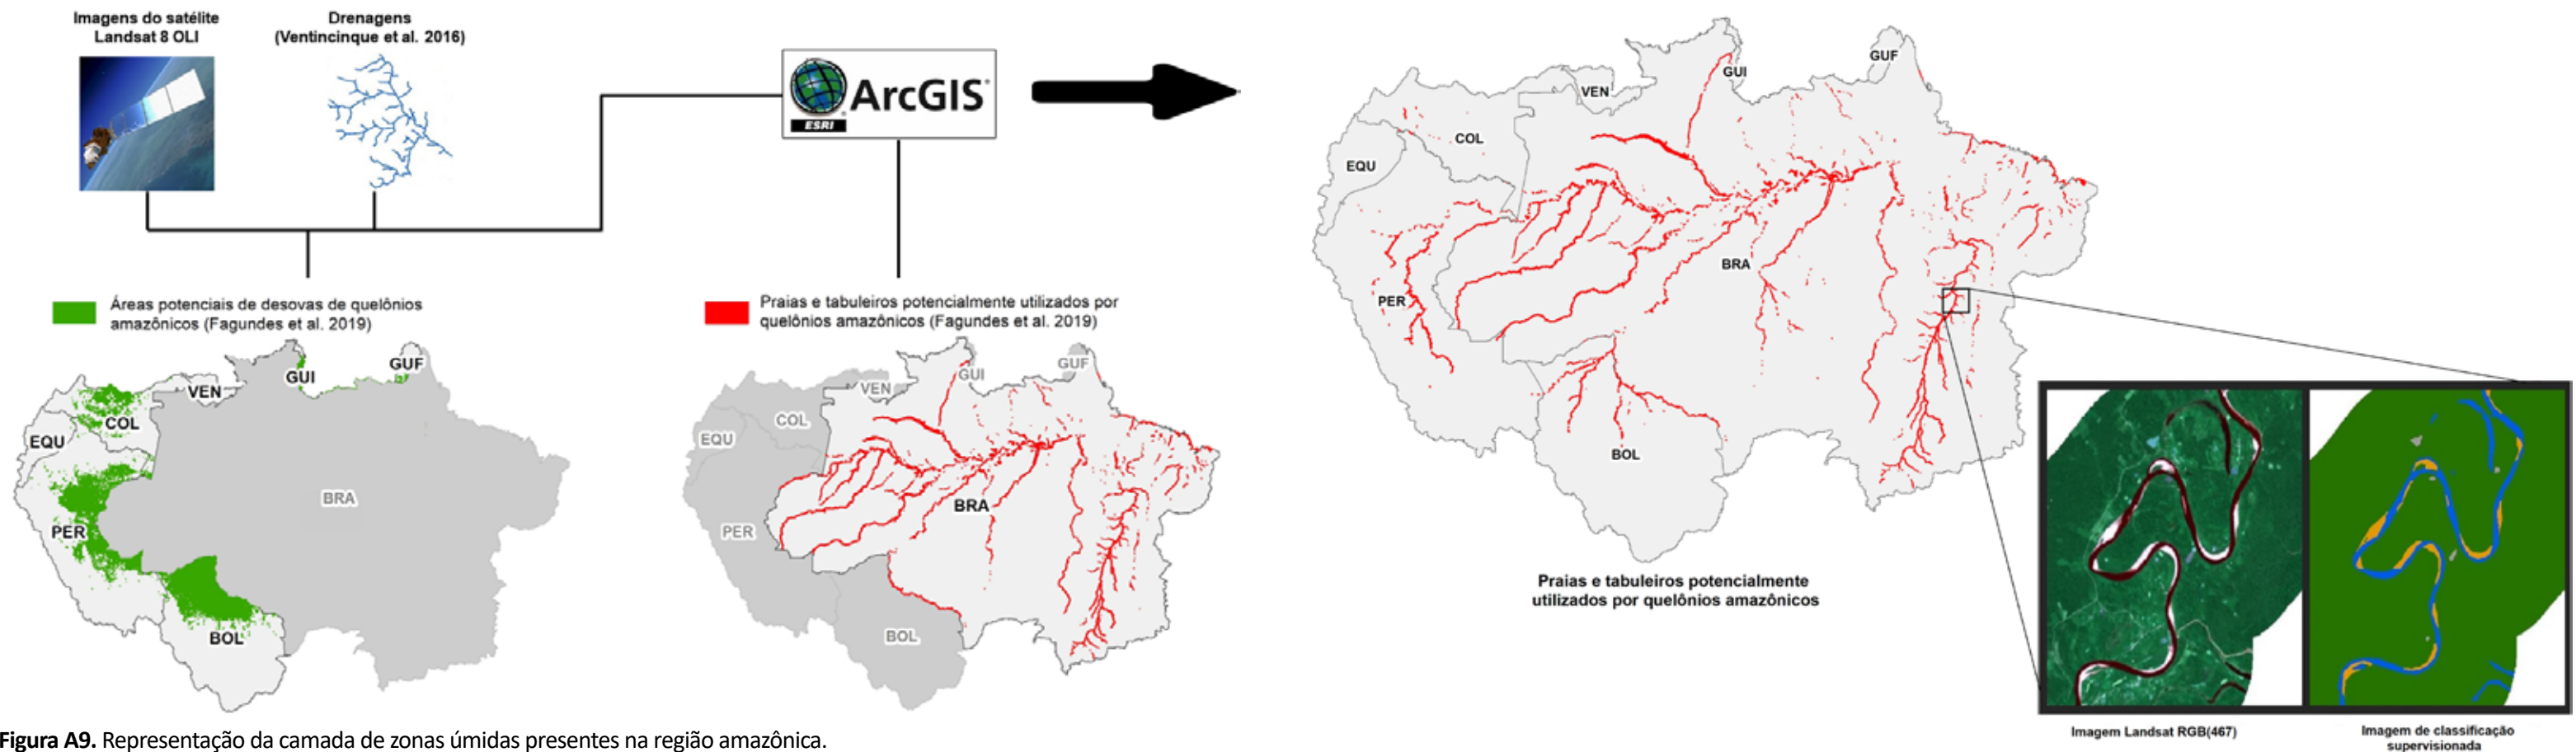 Imagens do satélite
Landsat 8 OLI
Drenagens
(Ventincinque et al. 2016)
ESRI
ArcGIS®
Áreas potenciais de desovas de quelônios
amazônicos (Fagundes et al. 2019)
GUF
GUI
VEN
COL
EQU
BRA
PER
BOL
Praias e tabuleiros potencialmente utilizados por
quelônios amazônicos (Fagundes et al. 2019)
GUF
GUI
VEN
COL
EQU
BRA
PER
BOL
GUF
GUI
VEN
COL
EQU
BRA
PER
BOL
Praias e tabuleiros potencialmente
utilizados por quelônios amazônicos
Imagem Landsat RGB(467)
Imagem de classificação
supervisionada
Figura A9. Representação da camada de zonas úmidas presentes na região amazônica.